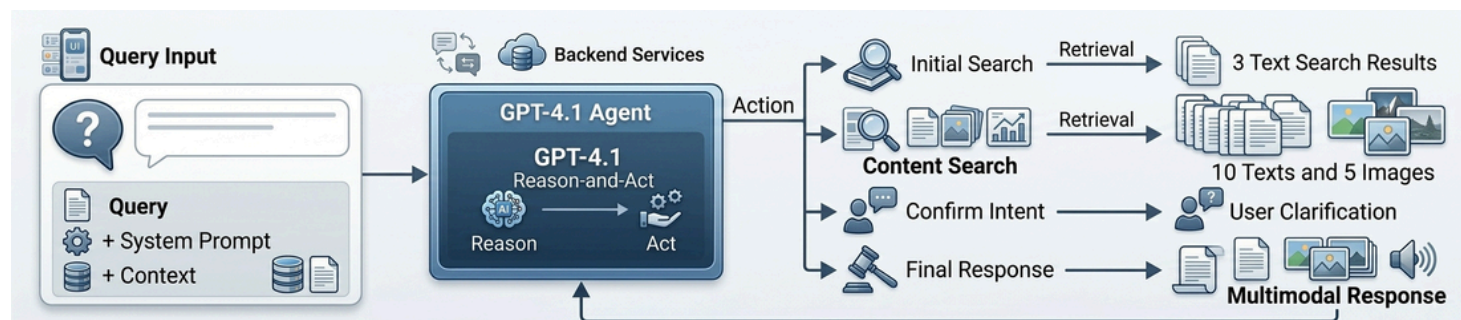 Query Input
UI
?
Query
+ System Prompt
+ Context
Backend Services
GPT-4.1 Agent
GPT-4.1
Reason-and-Act
AI
Reason
Act
Action
Initial Search
Retrieval
3 Text Search Results
Content Search
Retrieval
10 Texts and 5 Images
Confirm Intent
?
User Clarification
Final Response
Multimodal Response